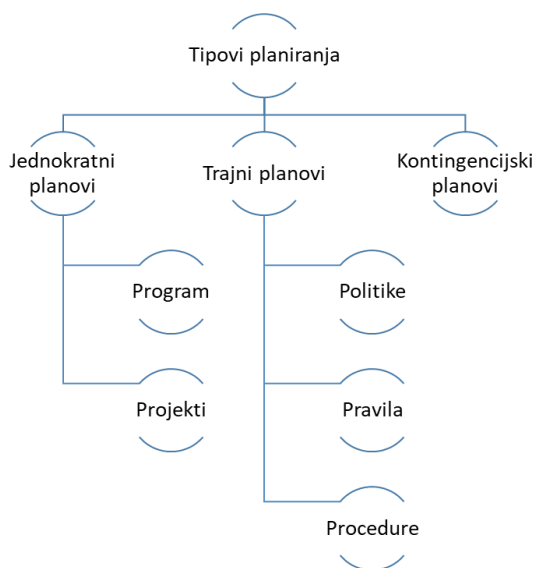 Tipovi planiranja
Jednokratni
planovi
Trajni planovi
Kontingencijski
planovi
Program
Politike
Projekti
Pravila
Procedure